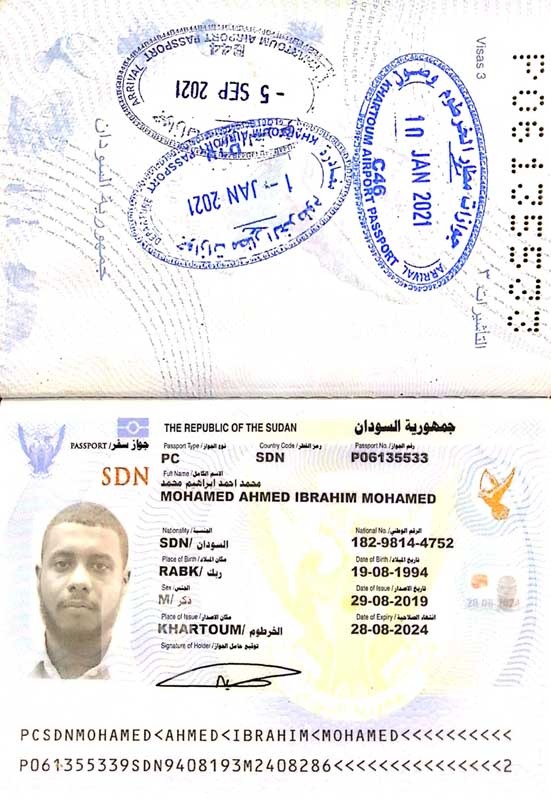 Visas 3
التأشيرات ٣
P06135533
جمهورية السودان
KHARTOUM AIRPORT PASSPORT
B44
- 5 SEP 2021
ARRIVAL
KHARTOUM AIRPORT PASSPORT
مغادرة
1 - JAN 2021
جوازات مطار الخرطوم
DEPARTURE
وصول
جوازات مطار الخرطوم
10 JAN 2021
C46
KHARTOUM AIRPORT PASSPORT
ARRIVAL
THE REPUBLIC OF THE SUDAN جمهورية السودان
PASSPORT/ جواز سفر
Passport Type / نوع الجواز Country Code / رمز القطر Passport No. / رقم الجواز
PC SDN P06135533
SDN
Full Name / الاسم الكامل
محمد احمد ابراهيم محمد
MOHAMED AHMED IBRAHIM MOHAMED
Nationality / الجنسية National No. / الرقم الوطني
SDN/ السودان 182-9814-4752
Place of Birth / مكان الميلاد Date of Birth / تاريخ الميلاد
RABK/ ربك 19-08-1994
Sex / الجنس Date of Issue / تاريخ الاصدار
M/ ذكر 29-08-2019
Place of Issue / مكان الاصدار Date of Expiry / انتهاء الصلاحية
KHARTOUM/ الخرطوم 28-08-2024
28 08 2024
Signature of Holder / توقيع حامل الجواز
PCSDNMOHAMED<AHMED<IBRAHIM<MOHAMED<<<<<<<<<<
P061355339SDN9408193M2408286<<<<<<<<<<<<<<<2